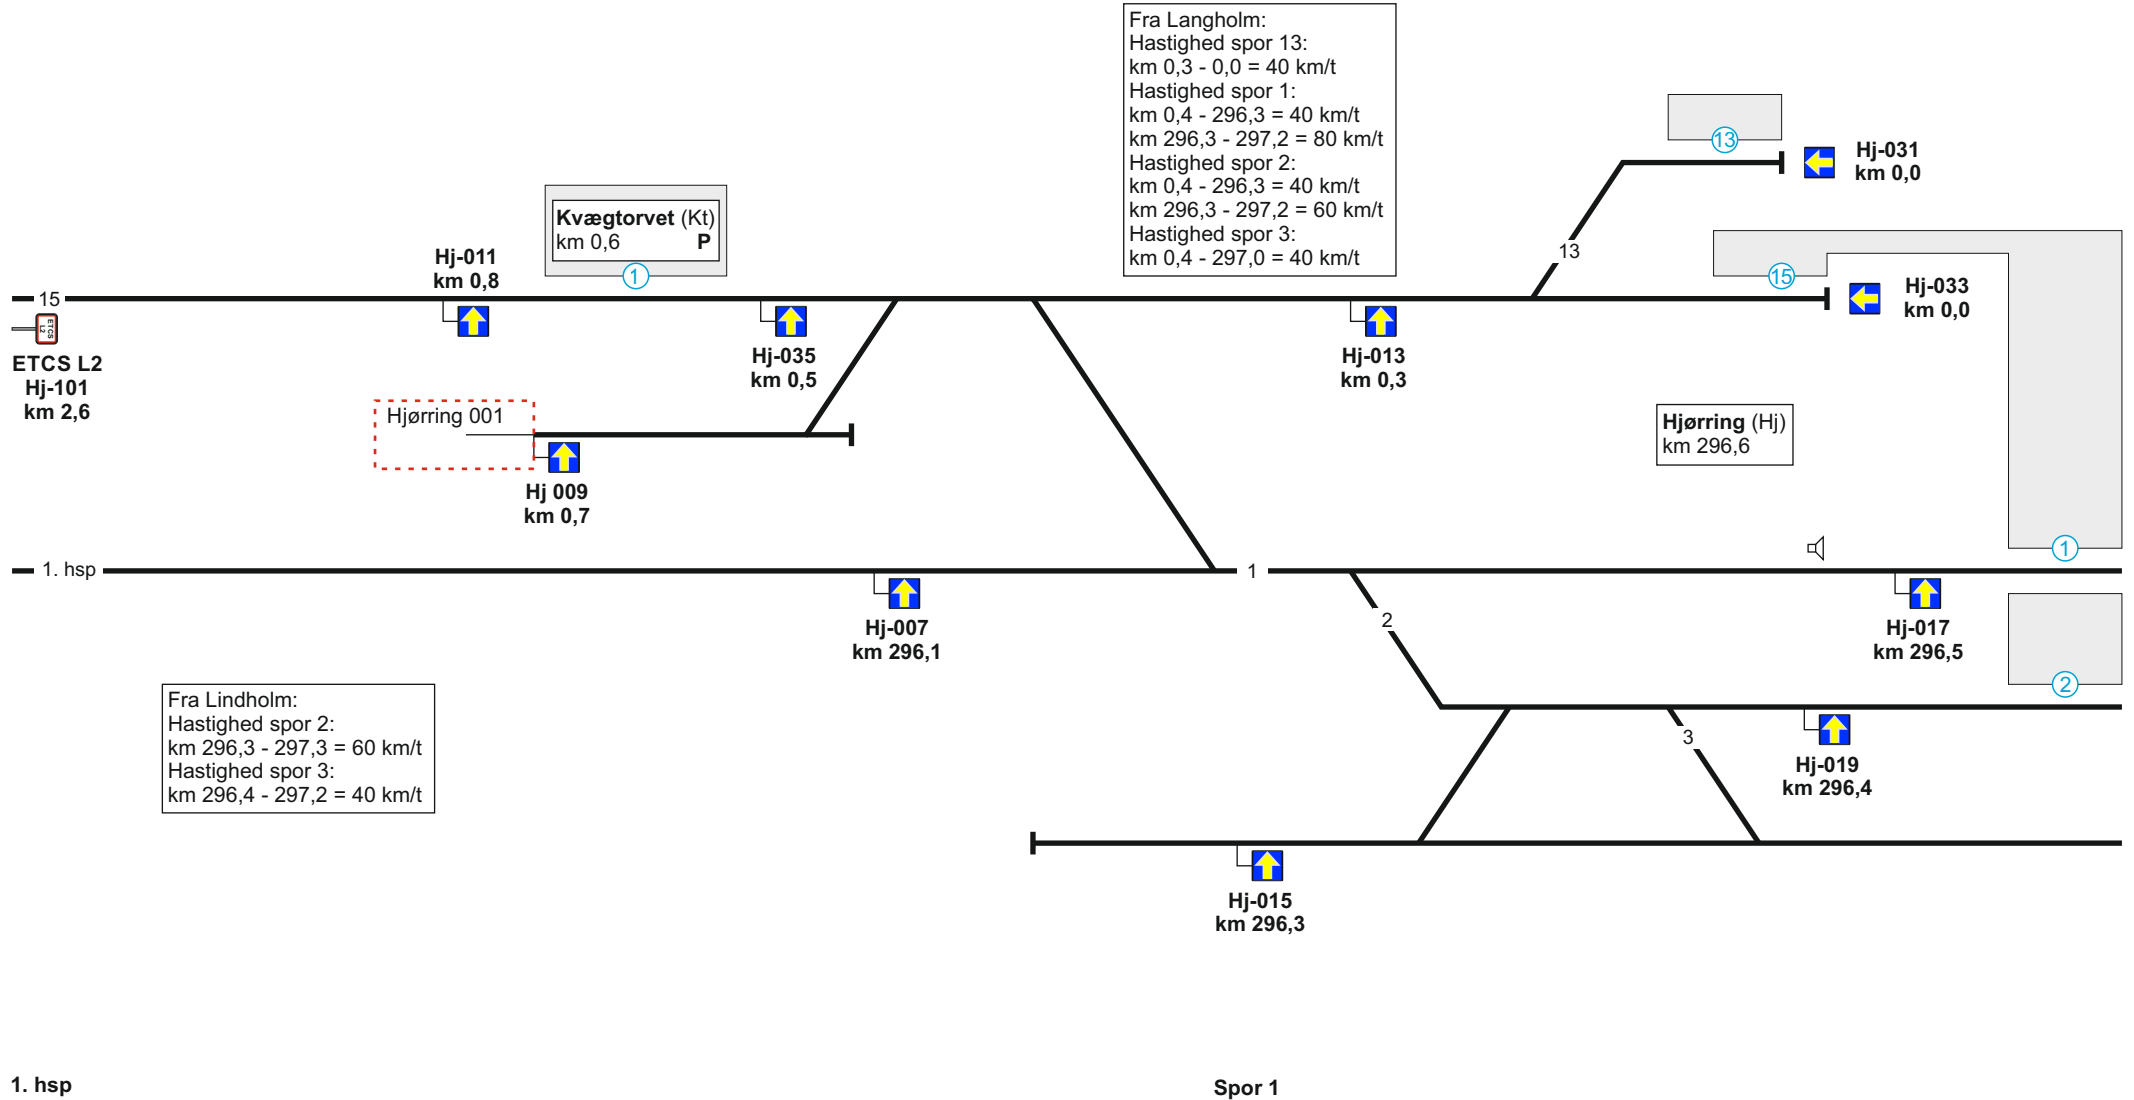 Fra Langholm:
Hastighed spor 13:
km 0,3 - 0,0 = 40 km/t
Hastighed spor 1:
km 0,4 - 296,3 = 40 km/t
km 296,3 - 297,2 = 80 km/t
Hastighed spor 2:
km 0,4 - 296,3 = 40 km/t
km 296,3 - 297,2 = 60 km/t
Hastighed spor 3:
km 0,4 - 297,0 = 40 km/t
13
Hj-031
km 0,0
Kvægtorvet (Kt)
km 0,6 P
1
Hj-011
km 0,8
13
15
Hj-033
km 0,0
15
ETCS L2
ETCS L2
Hj-101
km 2,6
Hj-035
km 0,5
Hj-013
km 0,3
Hjørring 001
Hj 009
km 0,7
Hjørring (Hj)
km 296,6
1
1. hsp
1
Hj-007
km 296,1
2
Hj-017
km 296,5
2
Fra Lindholm:
Hastighed spor 2:
km 296,3 - 297,3 = 60 km/t
Hastighed spor 3:
km 296,4 - 297,2 = 40 km/t
3
Hj-019
km 296,4
Hj-015
km 296,3
1. hsp
Spor 1